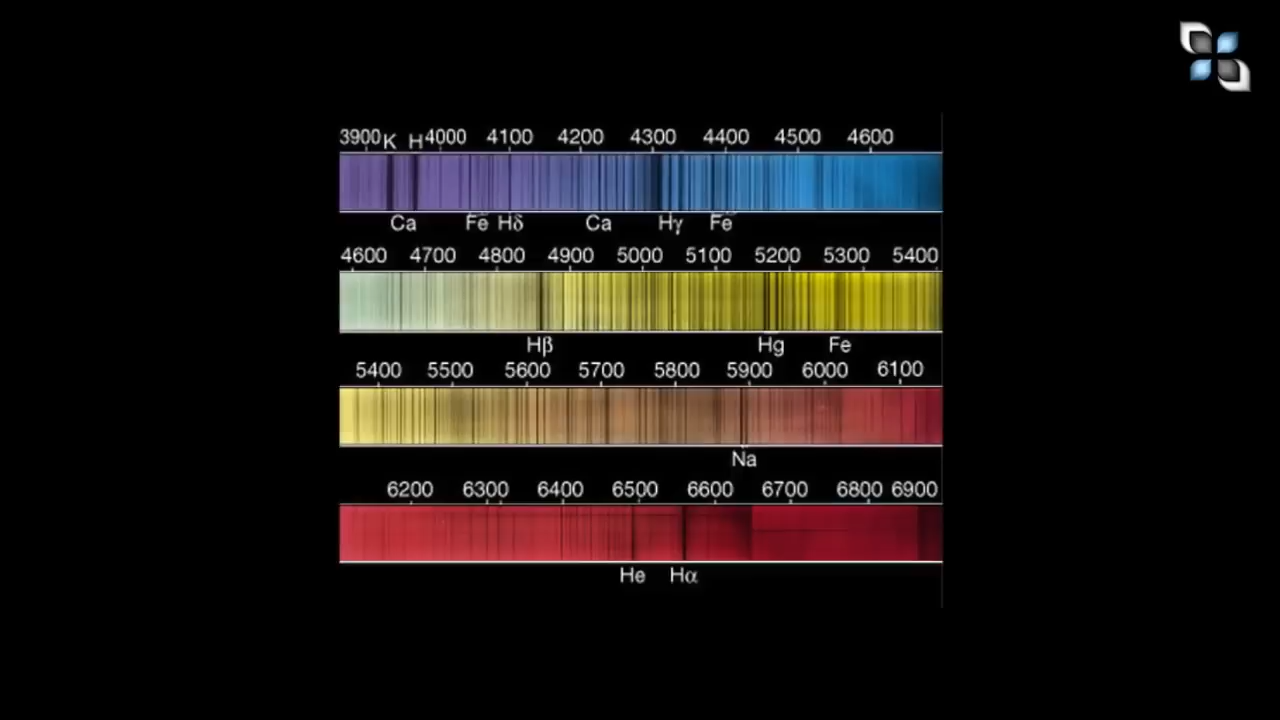 3900 K H 4000 4100 4200 4300 4400 4500 4600
Ca Fe Hδ Ca Hγ Fe
4600 4700 4800 4900 5000 5100 5200 5300 5400
Hβ Hg Fe
5400 5500 5600 5700 5800 5900 6000 6100
Na
6200 6300 6400 6500 6600 6700 6800 6900
He Hα